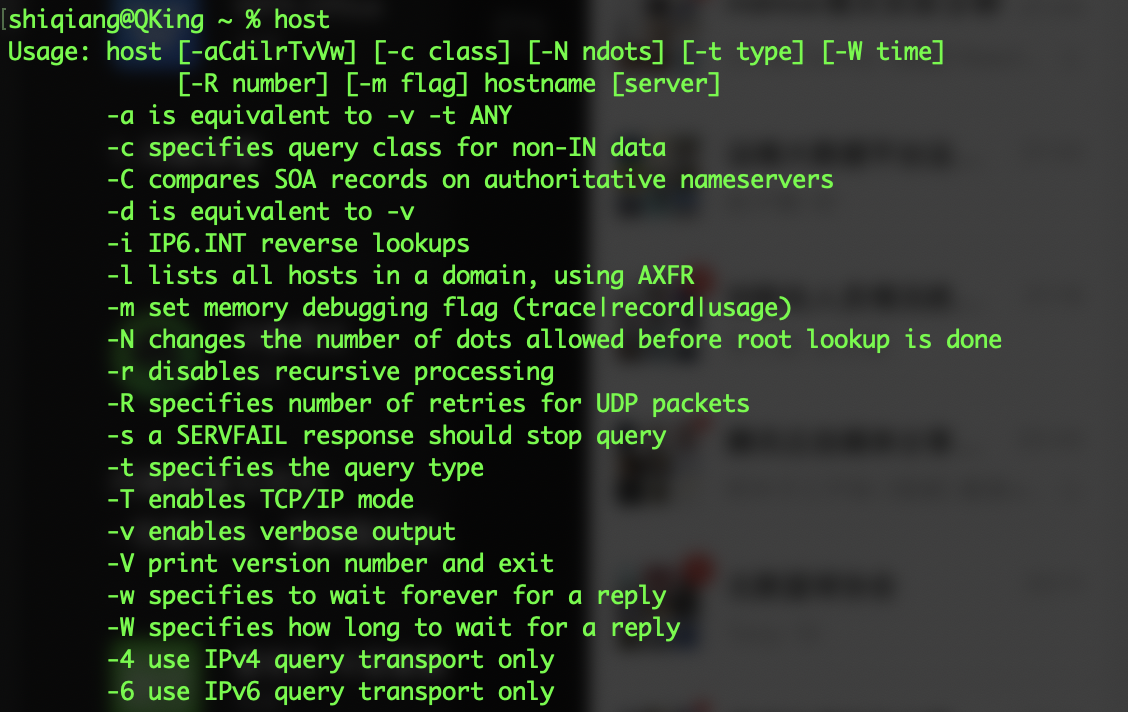 [shiqiang@QKing ~ % host
Usage: host [-aCdilrTvVw] [-c class] [-N ndots] [-t type] [-W time]
            [-R number] [-m flag] hostname [server]
       -a is equivalent to -v -t ANY
       -c specifies query class for non-IN data
       -C compares SOA records on authoritative nameservers
       -d is equivalent to -v
       -i IP6.INT reverse lookups
       -l lists all hosts in a domain, using AXFR
       -m set memory debugging flag (trace|record|usage)
       -N changes the number of dots allowed before root lookup is done
       -r disables recursive processing
       -R specifies number of retries for UDP packets
       -s a SERVFAIL response should stop query
       -t specifies the query type
       -T enables TCP/IP mode
       -v enables verbose output
       -V print version number and exit
       -w specifies to wait forever for a reply
       -W specifies how long to wait for a reply
       -4 use IPv4 query transport only
       -6 use IPv6 query transport only